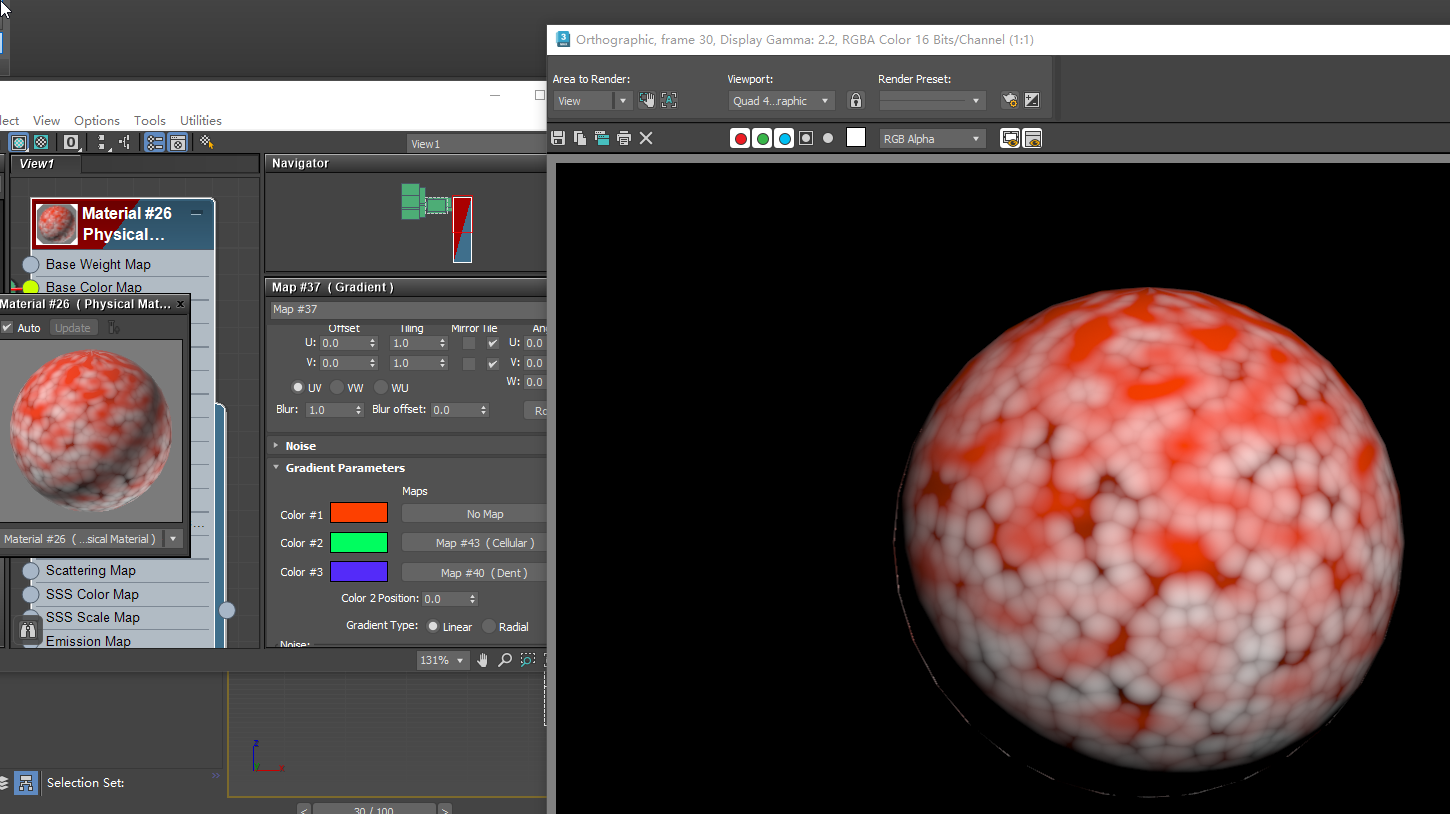 Orthographic, frame 30, Display Gamma: 2.2, RGBA Color 16 Bits/Channel (1:1)
Area to Render:
Viewport:
Render Preset:
View
Quad 4...raphic
RGB Alpha
lect View Options Tools Utilities
View1
View1
Navigator
Material #26
Physical...
Base Weight Map
Base Color Map
Material #26 ( Physical Mat...
Auto
Update
Material #26 ( ...sical Material )
Scattering Map
SSS Color Map
SSS Scale Map
Emission Map
Map #37 ( Gradient )
Map #37
Offset Tiling Mirror Tile An
U: 0.0 1.0 U: 0.0
V: 0.0 1.0 V: 0.0
W: 0.0
UV VW WU
Blur: 1.0 Blur offset: 0.0 Ro
Noise
Gradient Parameters
Maps
Color #1 No Map
Color #2 Map #43 ( Cellular )
Color #3 Map #40 ( Dent )
Color 2 Position: 0.0
Gradient Type: Linear Radial
Noise:
131%
z
x
Selection Set:
< 30 / 100 >